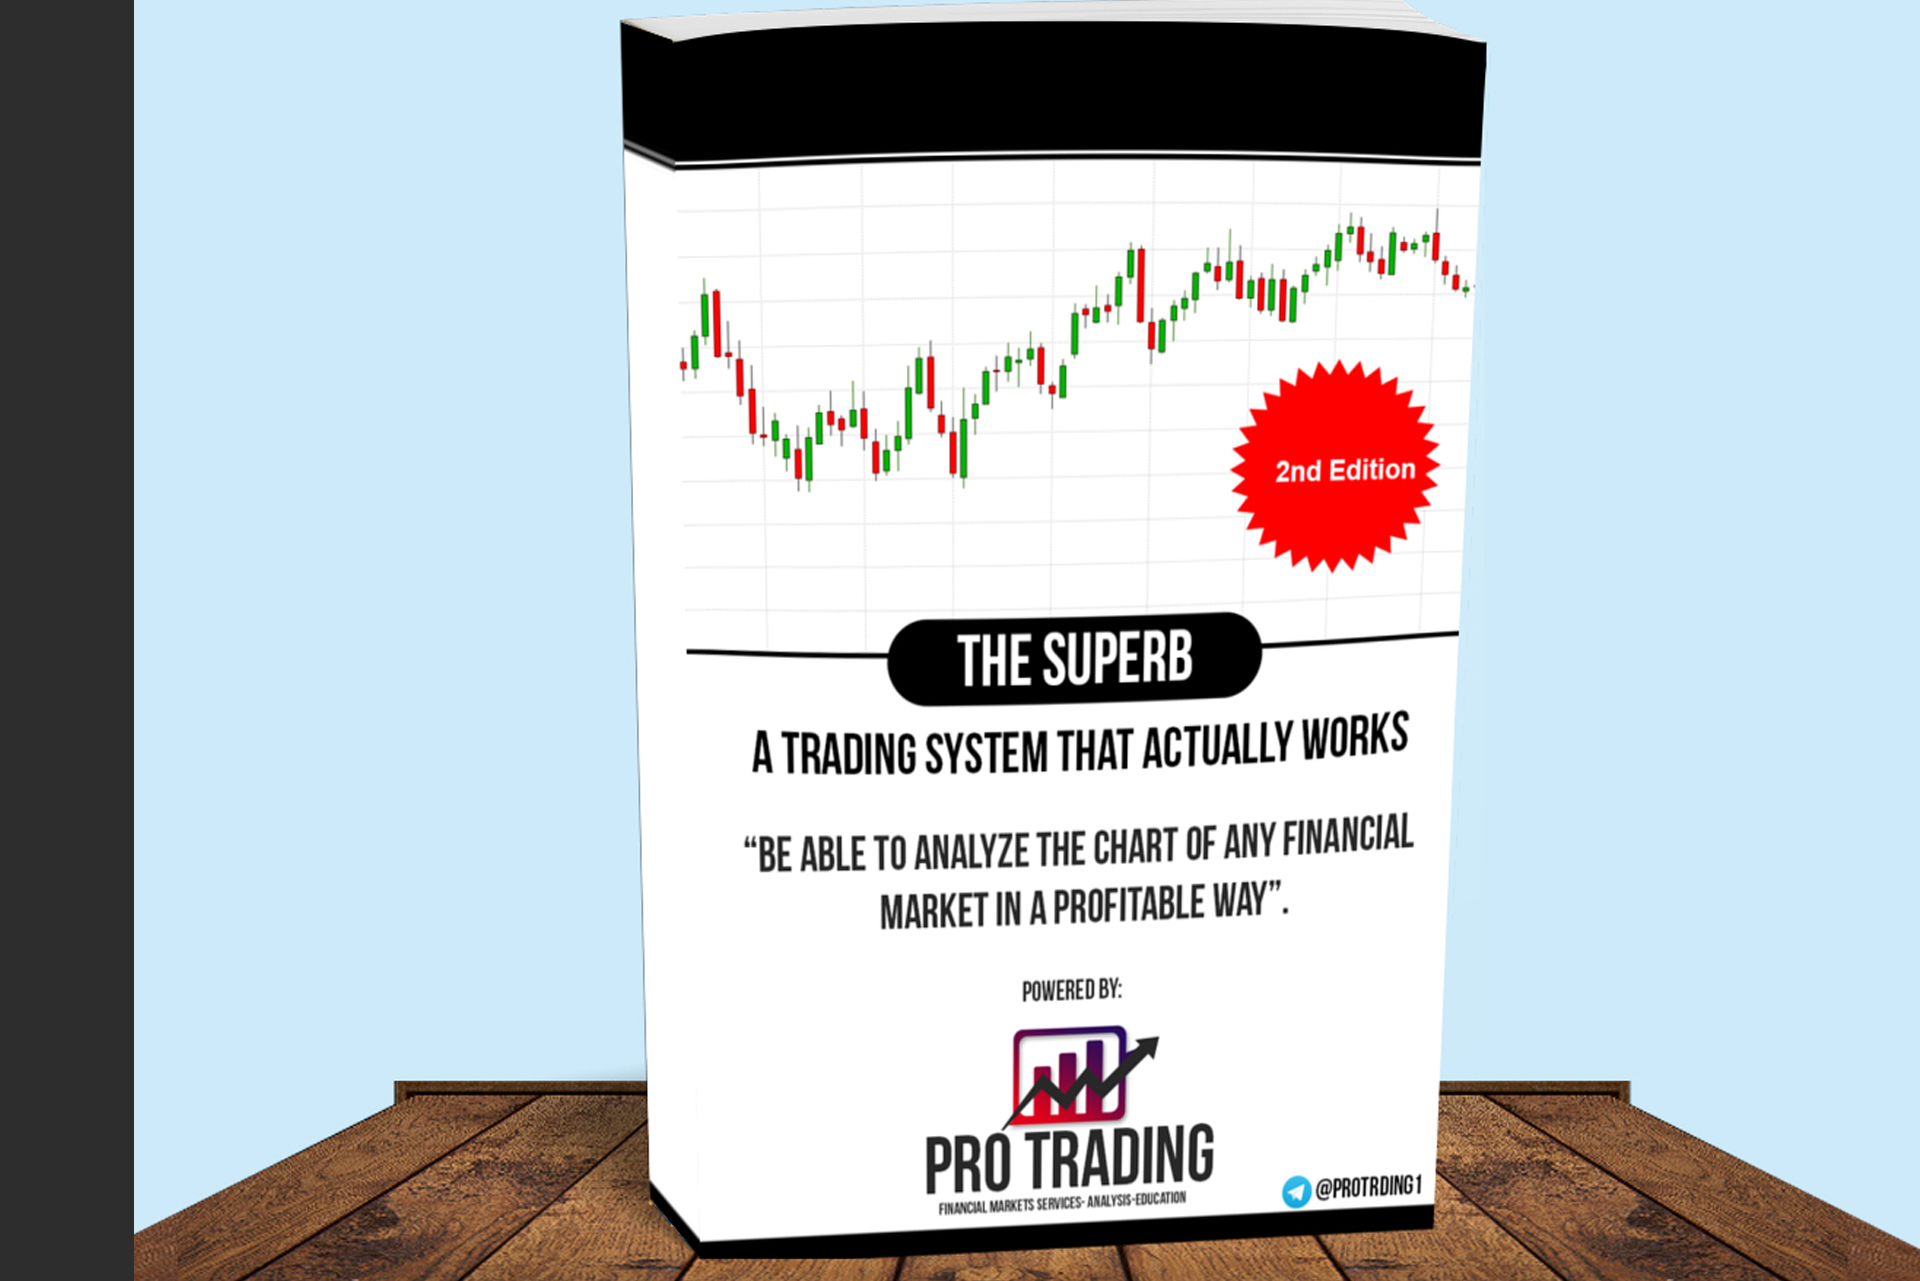 2nd Edition
THE SUPERB
A TRADING SYSTEM THAT ACTUALLY WORKS
“BE ABLE TO ANALYZE THE CHART OF ANY FINANCIAL
MARKET IN A PROFITABLE WAY”.
POWERED BY:
PRO TRADING
FINANCIAL MARKETS SERVICES- ANALYSIS-EDUCATION
@PROTRDING1